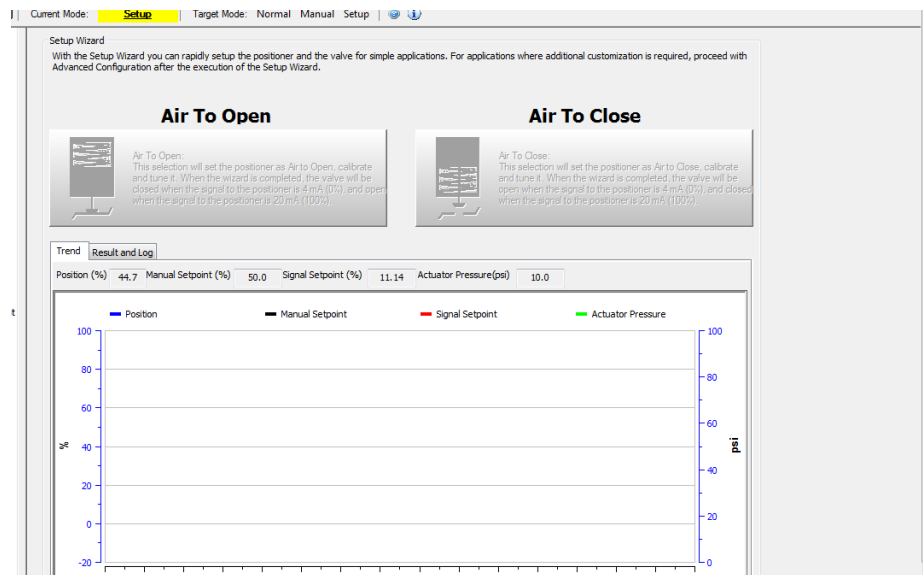 Current Mode: Setup | Target Mode: Normal Manual Setup
Setup Wizard
With the Setup Wizard you can rapidly setup the positioner and the valve for simple applications. For applications where additional customization is required, proceed with
Advanced Configuration after the execution of the Setup Wizard.
Air To Open
Air To Open:
This selection will set the positioner as Air to Open, calibrate
and tune it. When the wizard is completed, the valve will be
closed when the signal to the positioner is 4 mA (0%), and open
when the signal to the positioner is 20 mA (100%).
Air To Close
Air To Close:
This selection will set the positioner as Air to Close, calibrate
and tune it. When the wizard is completed, the valve will be
open when the signal to the positioner is 4 mA (0%), and closed
when the signal to the positioner is 20 mA (100%).
Trend Result and Log
Position (%) 44.7 Manual Setpoint (%) 50.0 Signal Setpoint (%) 11.14 Actuator Pressure(psi) 10.0
t
Position Manual Setpoint Signal Setpoint Actuator Pressure
100 100
80 80
60 60
% 40 psi 40
20 20
0
-20 0